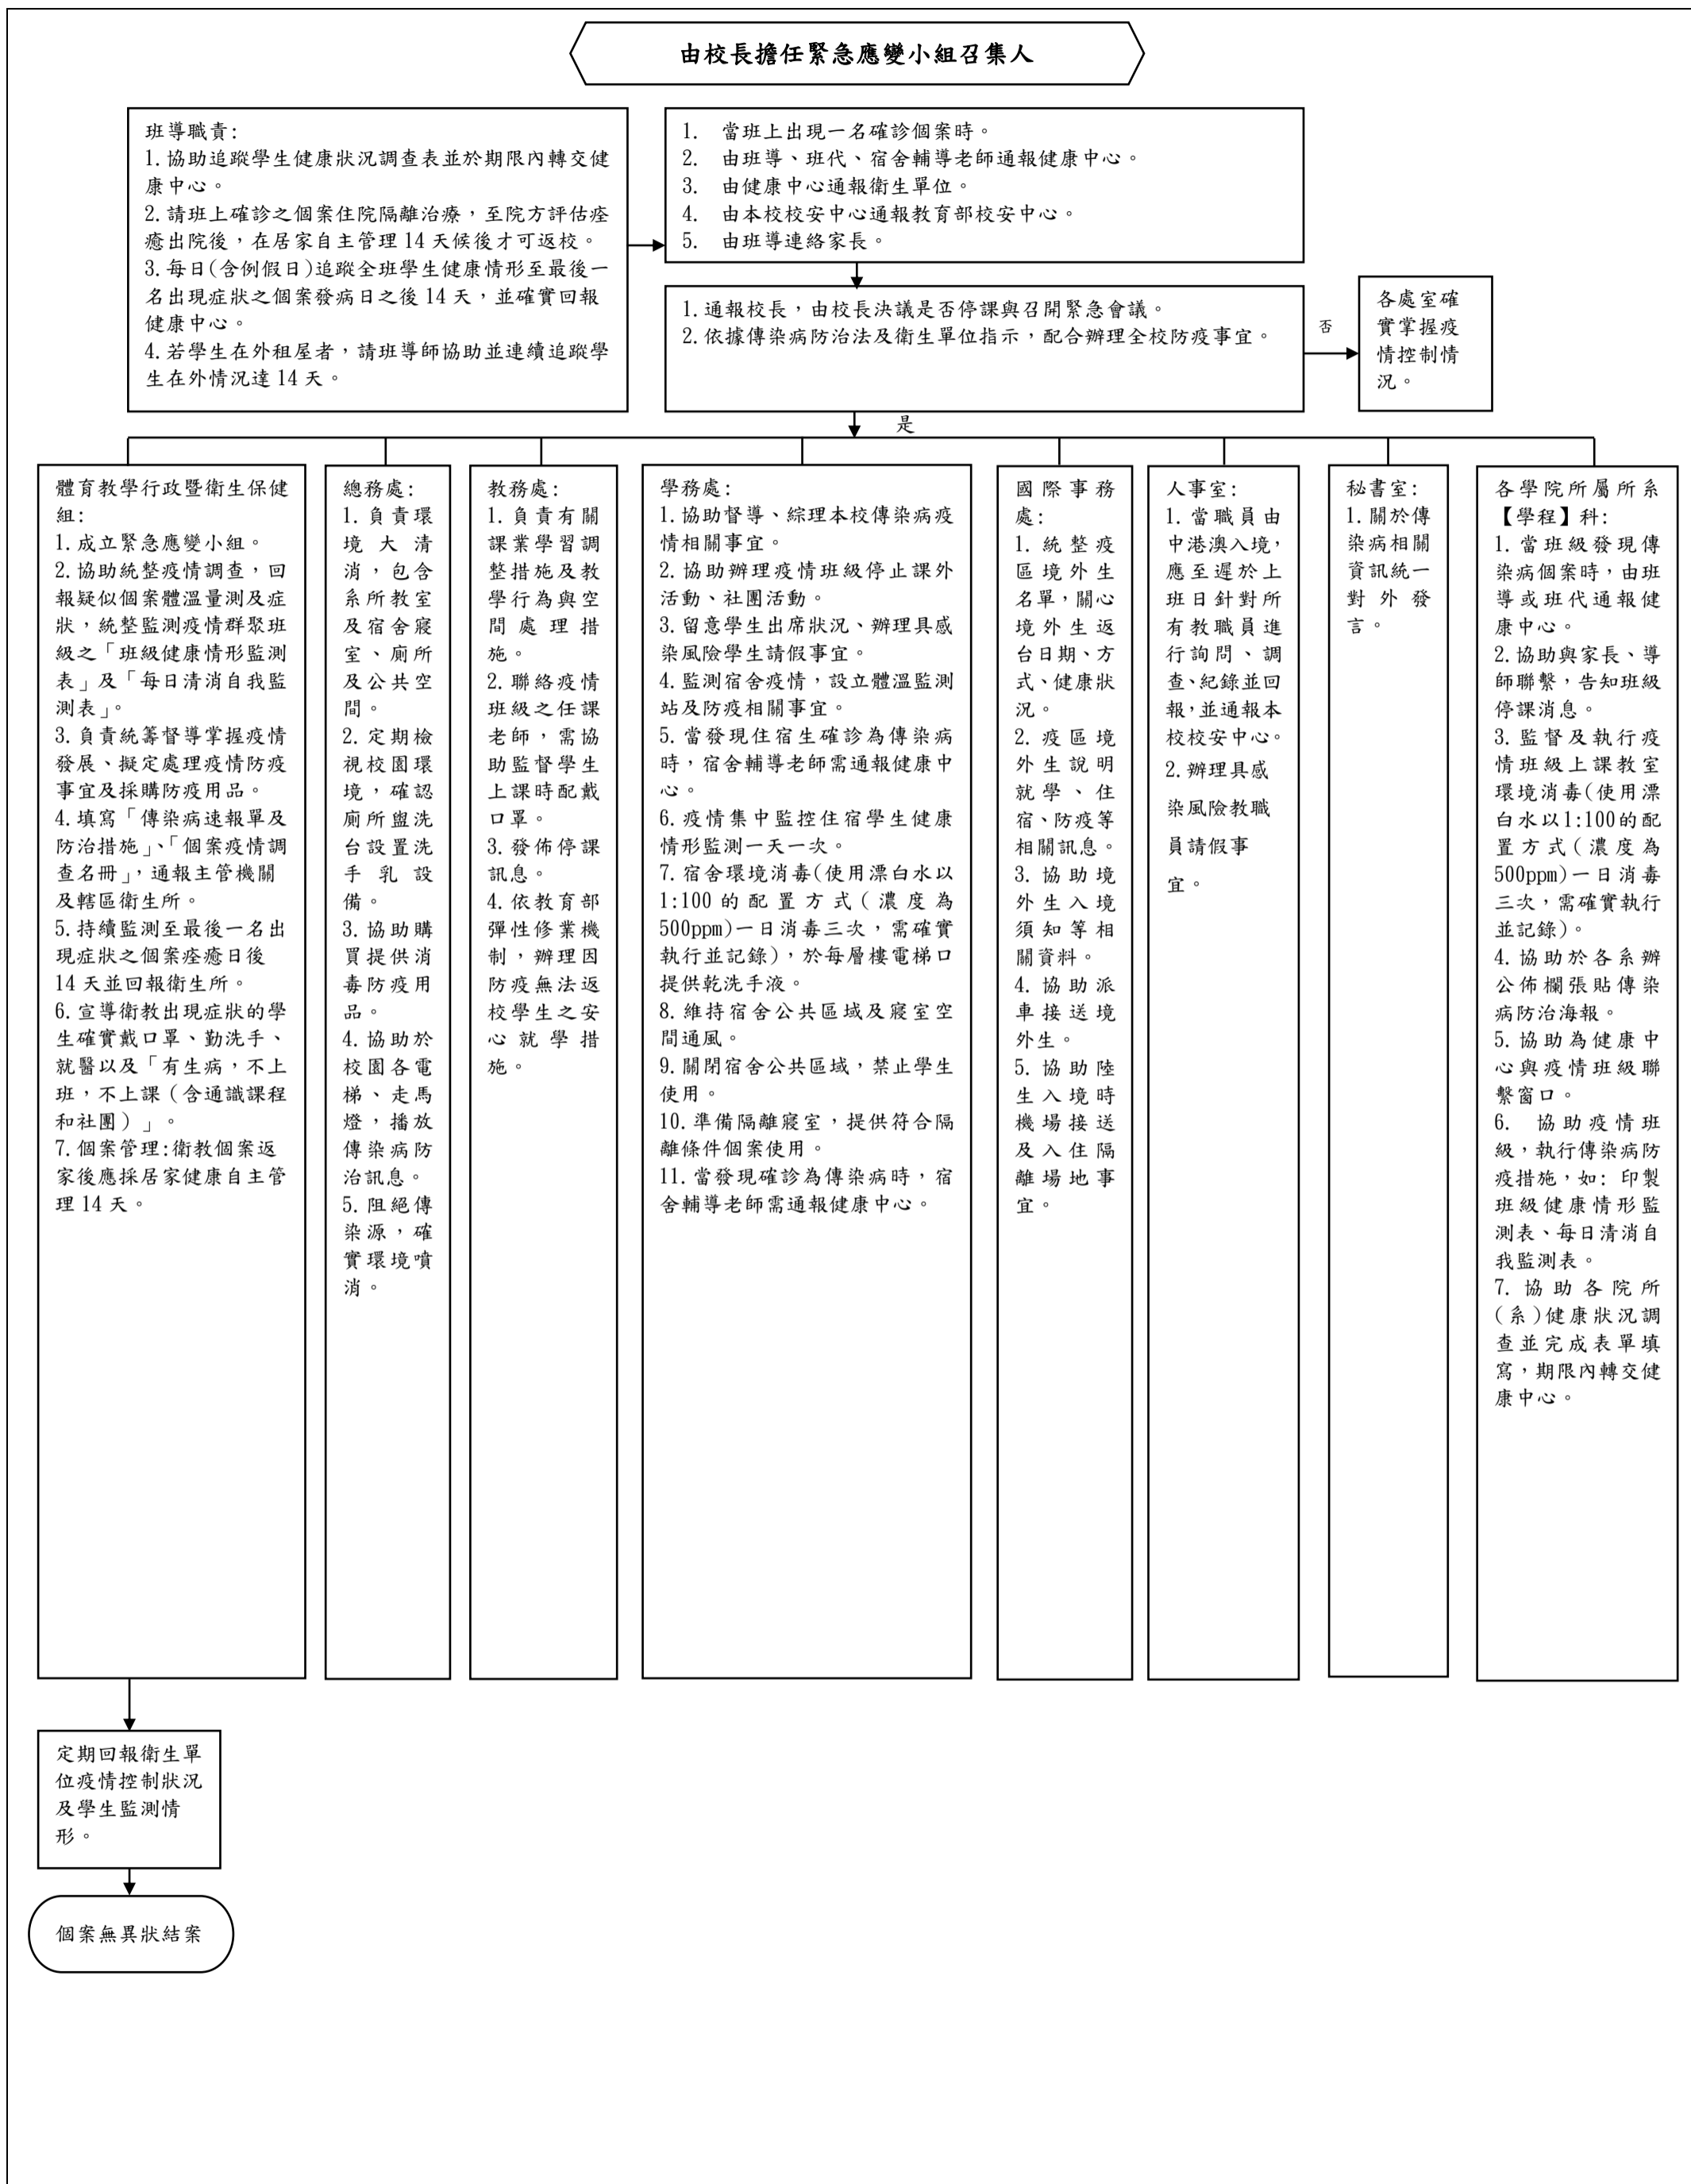 由校長擔任緊急應變小組召集人
班導職責:
1.協助追蹤學生健康狀況調查表並於期限內轉交健
康中心。
2.請班上確診之個案住院隔離治療，至院方評估痊
癒出院後，在居家自主管理 14 天候後才可返校。
3.每日(含例假日)追蹤全班學生健康情形至最後一
名出現症狀之個案發病日之後 14 天，並確實回報
健康中心。
4.若學生在外租屋者，請班導師協助並連續追蹤學
生在外情況達 14 天。
1. 當班上出現一名確診個案時。
2. 由班導、班代、宿舍輔導老師通報健康中心。
3. 由健康中心通報衛生單位。
4. 由本校校安中心通報教育部校安中心。
5. 由班導連絡家長。
1.通報校長，由校長決議是否停課與召開緊急會議。
2.依據傳染病防治法及衛生單位指示，配合辦理全校防疫事宜。
否
各處室確
實掌握疫
情控制情
況。
是
體育教學行政暨衛生保健
組:
1.成立緊急應變小組。
2.協助統整疫情調查，回
報疑似個案體溫量測及症
狀，統整監測疫情群聚班
級之「班級健康情形監測
表」及「每日清消自我監
測表」。
3.負責統籌督導掌握疫情
發展、擬定處理疫情防疫
事宜及採購防疫用品。
4.填寫「傳染病速報單及
防治措施」、「個案疫情調
查名冊」，通報主管機關
及轄區衛生所。
5.持續監測至最後一名出
現症狀之個案痊癒日後
14 天並回報衛生所。
6.宣導衛教出現症狀的學
生確實戴口罩、勤洗手、
就醫以及「有生病，不上
班，不上課（含通識課程
和社團）」。
7.個案管理:衛教個案返
家後應採居家健康自主管
理 14 天。
總務處:
1.負責環
境大清
消，包含
系所教室
及宿舍寢
室、廁所
及公共空
間。
2.定期檢
視校園環
境，確認
廁所盥洗
台設置洗
手乳設
備。
3.協助購
買提供消
毒防疫用
品。
4.協助於
校園各電
梯、走馬
燈，播放
傳染病防
治訊息。
5.阻絕傳
染源，確
實環境噴
消。
教務處:
1.負責有關
課業學習調
整措施及教
學行為與空
間處理措
施。
2.聯絡疫情
班級之任課
老師，需協
助監督學生
上課時配戴
口罩。
3.發佈停課
訊息。
4.依教育部
彈性修業機
制，辦理因
防疫無法返
校學生之安
心就學措
施。
學務處:
1.協助督導、綜理本校傳染病疫
情相關事宜。
2.協助辦理疫情班級停止課外
活動、社團活動。
3.留意學生出席狀況、辦理具感
染風險學生請假事宜。
4.監測宿舍疫情，設立體溫監測
站及防疫相關事宜。
5.當發現住宿生確診為傳染病
時，宿舍輔導老師需通報健康中
心。
6.疫情集中監控住宿學生健康
情形監測一天一次。
7.宿舍環境消毒(使用漂白水以
1:100 的配置方式(濃度為
500ppm)一日消毒三次，需確實
執行並記錄)，於每層樓電梯口
提供乾洗手液。
8.維持宿舍公共區域及寢室空
間通風。
9.關閉宿舍公共區域，禁止學生
使用。
10.準備隔離寢室，提供符合隔
離條件個案使用。
11.當發現確診為傳染病時，宿
舍輔導老師需通報健康中心。
國際事務
處:
1.統整疫
區境外生
名單，關心
境外生返
台日期、方
式、健康狀
況。
2.疫區境
外生說明
就學、住
宿、防疫等
相關訊息。
3.協助境
外生入境
須知等相
關資料。
4.協助派
車接送境
外生。
5.協助陸
生入境時
機場接送
及入住隔
離場地事
宜。
人事室:
1.當職員由
中港澳入境，
應至遲於上
班日針對所
有教職員進
行詢問、調
查、紀錄並回
報，並通報本
校校安中心。
2.辦理具感
染風險教職
員請假事
宜。
秘書室:
1.關於傳
染病相關
資訊統一
對外發
言。
各學院所屬所系
【學程】科:
1.當班級發現傳
染病個案時，由班
導或班代通報健
康中心。
2.協助與家長、導
師聯繫，告知班級
停課消息。
3.監督及執行疫
情班級上課教室
環境消毒(使用漂
白水以1:100的配
置方式(濃度為
500ppm)一日消毒
三次，需確實執行
並記錄)。
4.協助於各系辦
公佈欄張貼傳染
病防治海報。
5.協助為健康中
心與疫情班級聯
繫窗口。
6. 協助疫情班
級，執行傳染病防
疫措施，如: 印製
班級健康情形監
測表、每日清消自
我監測表。
7.協助各院所
(系)健康狀況調
查並完成表單填
寫，期限內轉交健
康中心。
定期回報衛生單
位疫情控制狀況
及學生監測情
形。
個案無異狀結案